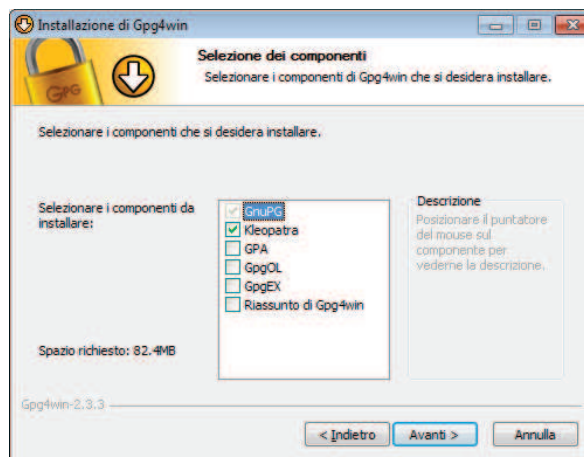 Installazione di Gpg4win
Selezione dei componenti
Selezionare i componenti di Gpg4win che si desidera installare.
GPG
Selezionare i componenti che si desidera installare.
Selezionare i componenti da
installare:
GnuPG
Kleopatra
GPA
GpgOL
GpgEX
Riassunto di Gpg4win
Descrizione
Posizionare il puntatore
del mouse sul
componente per
vederne la descrizione.
Spazio richiesto: 82.4MB
Gpg4win-2.3.3
< Indietro
Avanti >
Annulla